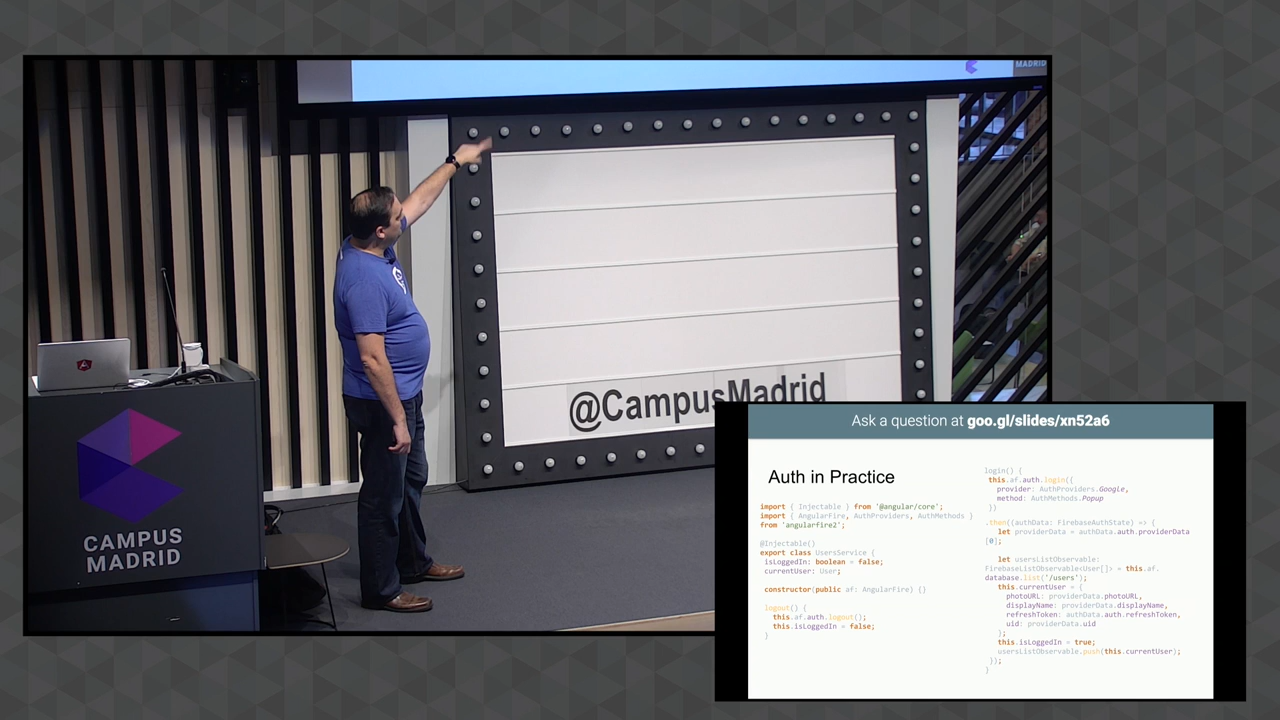 MADRID
@CampusMadrid
CAMPUS
MADRID
Ask a question at goo.gl/slides/xn52a6
Auth in Practice
import { Injectable } from '@angular/core';
import { AngularFire, AuthProviders, AuthMethods }
from 'angularfire2';
@Injectable()
export class UsersService {
isLoggedIn: boolean = false;
currentUser: User;
constructor(public af: AngularFire) {}
logout() {
this.af.auth.logout();
this.isLoggedIn = false;
}
login() {
this.af.auth.login({
provider: AuthProviders.Google,
method: AuthMethods.Popup
})
.then((authData: FirebaseAuthState) => {
let providerData = authData.auth.providerData
[0];
let usersListObservable:
FirebaseListObservable<User[]> = this.af.
database.list('/users');
this.currentUser = {
photoURL: providerData.photoURL,
displayName: providerData.displayName,
refreshToken: authData.auth.refreshToken,
uid: providerData.uid
};
this.isLoggedIn = true;
usersListObservable.push(this.currentUser);
});
}